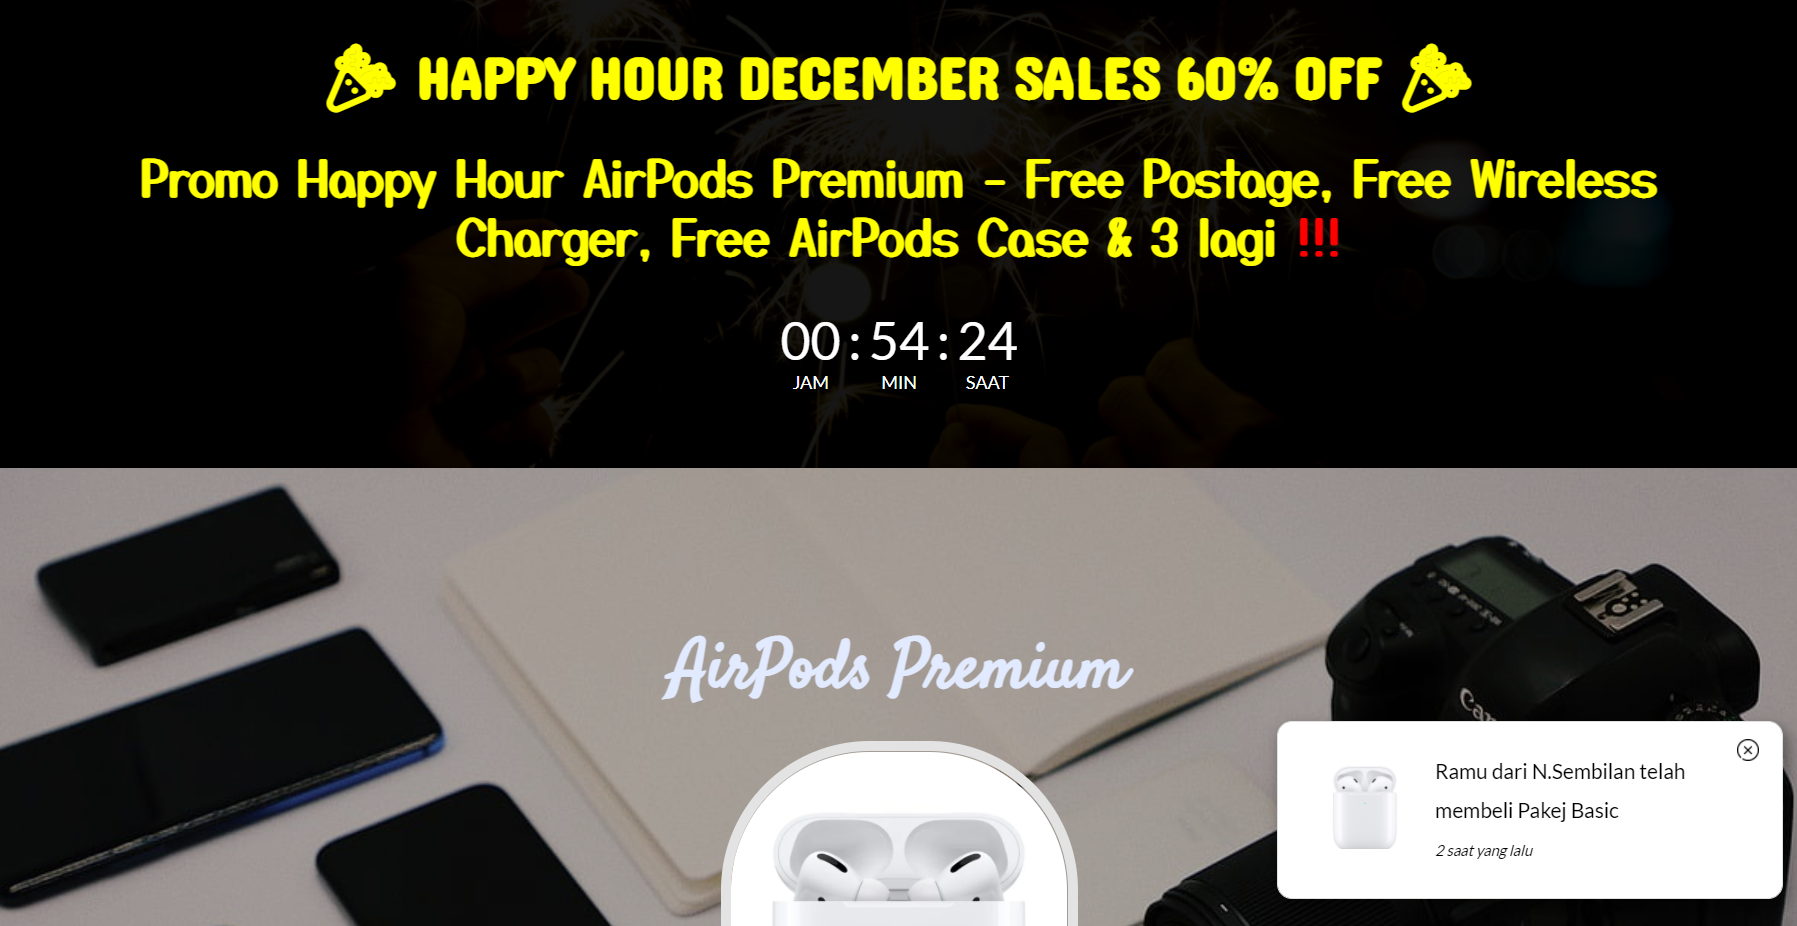 🎉 HAPPY HOUR DECEMBER SALES 60% OFF 🎉
Promo Happy Hour AirPods Premium - Free Postage, Free Wireless
Charger, Free AirPods Case & 3 lagi !!!
00 : 54 : 24
JAM MIN SAAT
AirPods Premium
Ramu dari N.Sembilan telah
membeli Pakej Basic
2 saat yang lalu